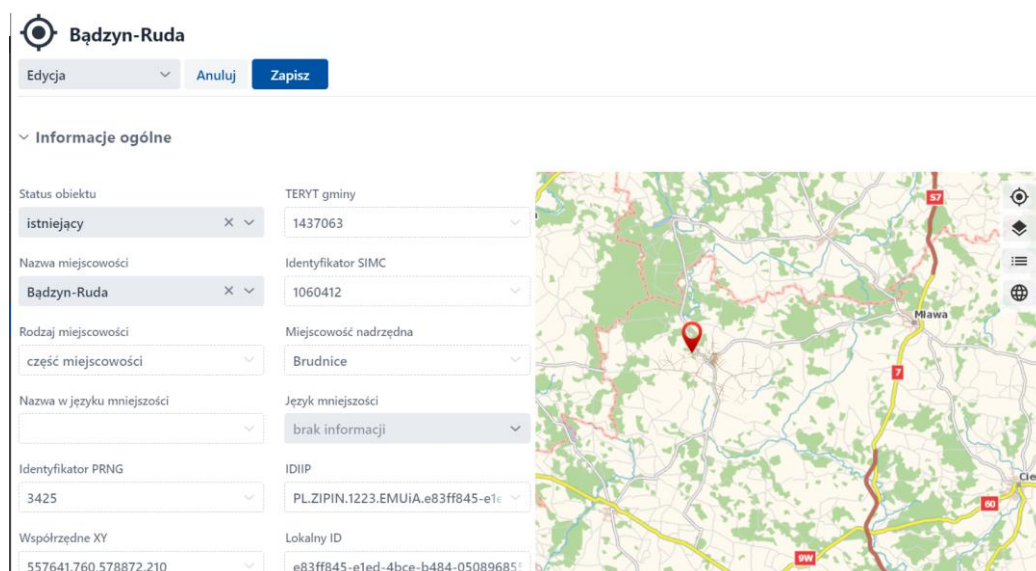 Bądzyn-Ruda
Edycja Anuluj Zapisz
Informacje ogólne
Status obiektu TERYT gminy
istniejący 1437063
Nazwa miejscowości Identyfikator SIMC
Bądzyn-Ruda 1060412
Rodzaj miejscowości Miejscowość nadrzędna
część miejscowości Brudnice
Nazwa w języku mniejszości Język mniejszości
brak informacji
Identyfikator PRNG IDIIP
3425 PL.ZIPIN.1223.EMUiA.e83ff845-e1e
Współrzędne XY Lokalny ID
557641.760 578872.210 e83ff845-e1ed-4bce-b484-05089685
S7
Mława
7
Cie
60
9W